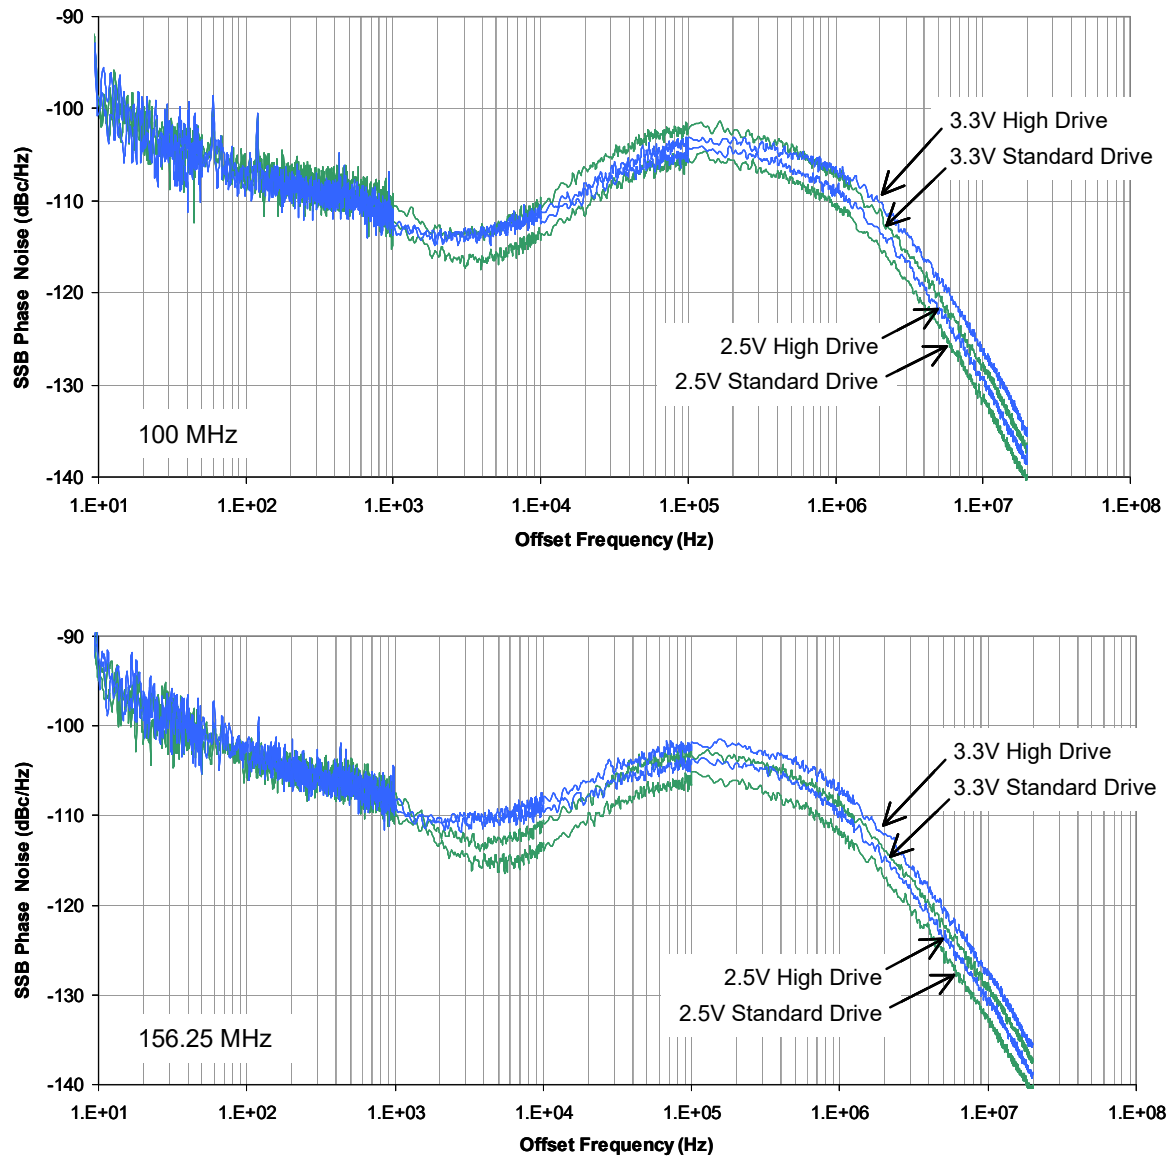 -90
-100
-110
-120
-130
-140
SSB Phase Noise (dBc/Hz)
3.3V High Drive
3.3V Standard Drive
2.5V High Drive
2.5V Standard Drive
100 MHz
1.E+01 1.E+02 1.E+03 1.E+04 1.E+05 1.E+06 1.E+07 1.E+08
Offset Frequency (Hz)
-90
-100
-110
-120
-130
-140
SSB Phase Noise (dBc/Hz)
3.3V High Drive
3.3V Standard Drive
2.5V High Drive
2.5V Standard Drive
156.25 MHz
1.E+01 1.E+02 1.E+03 1.E+04 1.E+05 1.E+06 1.E+07 1.E+08
Offset Frequency (Hz)